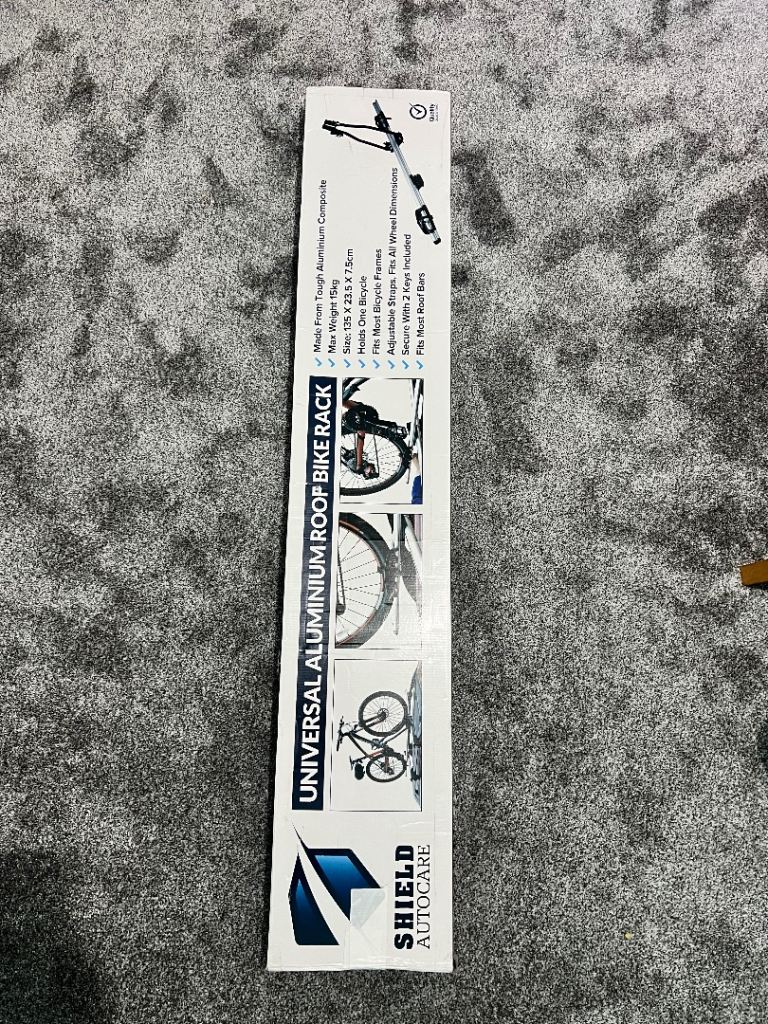 SHIELD
AUTOCARE
UNIVERSAL ALUMINIUM ROOF BIKE RACK
Made From Tough Aluminium Composite
Max Weight 15kg
Size: 135 X 23.5 X 7.5cm
Holds One Bicycle
Fits Most Bicycle Frames
Adjustable Straps, Fits All Wheel Dimensions
Secure With 2 Keys Included
Fits Most Roof Bars
Quality